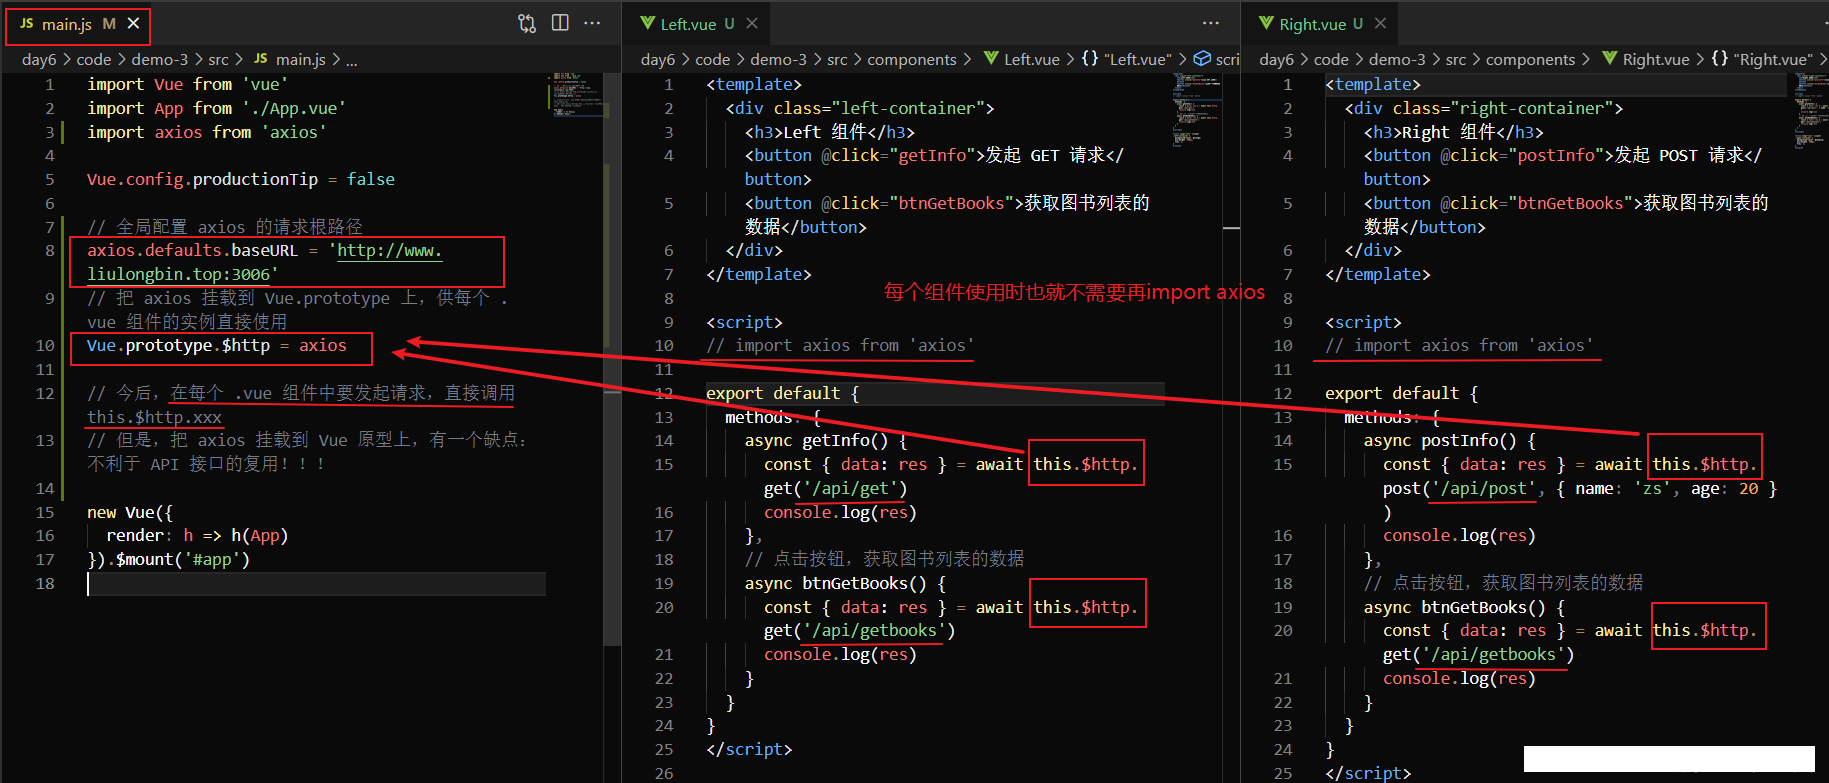 JS main.js M ×
day6 > code > demo-3 > src > JS main.js > ...
1 import Vue from 'vue'
2 import App from './App.vue'
3 import axios from 'axios'
4
5 Vue.config.productionTip = false
6
7 // 全局配置 axios 的请求根路径
8 axios.defaults.baseURL = 'http://www.
liulongbin.top:3006'
9 // 把 axios 挂载到 Vue.prototype 上，供每个 .
vue 组件的实例直接使用
10 Vue.prototype.$http = axios
11
12 // 今后，在每个 .vue 组件中要发起请求，直接调用
this.$http.xxx
13 // 但是，把 axios 挂载到 Vue 原型上，有一个缺点：
不利于 API 接口的复用！！！
14
15 new Vue({
16 render: h => h(App)
17 }).$mount('#app')
18
Left.vue U ×
day6 > code > demo-3 > src > components > Left.vue > {} "Left.vue" > scri
1 <template>
2 <div class="left-container">
3 <h3>Left 组件</h3>
4 <button @click="getInfo">发起 GET 请求</
button>
5 <button @click="btnGetBooks">获取图书列表的
数据</button>
6 </div>
7 </template>
8
每个组件使用时也就不需要再import axios
9 <script>
10 // import axios from 'axios'
11
12 export default {
13 methods: {
14 async getInfo() {
15 const { data: res } = await this.$http.
get('/api/get')
16 console.log(res)
17 },
18 // 点击按钮，获取图书列表的数据
19 async btnGetBooks() {
20 const { data: res } = await this.$http.
get('/api/getbooks')
21 console.log(res)
22 }
23 }
24 }
25 </script>
26
Right.vue U ×
day6 > code > demo-3 > src > components > Right.vue > {} "Right.vue" >
1 <template>
2 <div class="right-container">
3 <h3>Right 组件</h3>
4 <button @click="postInfo">发起 POST 请求</
button>
5 <button @click="btnGetBooks">获取图书列表的
数据</button>
6 </div>
7 </template>
8
9 <script>
10 // import axios from 'axios'
11
12 export default {
13 methods: {
14 async postInfo() {
15 const { data: res } = await this.$http.
post('/api/post', { name: 'zs', age: 20 }
)
16 console.log(res)
17 },
18 // 点击按钮，获取图书列表的数据
19 async btnGetBooks() {
20 const { data: res } = await this.$http.
get('/api/getbooks')
21 console.log(res)
22 }
23 }
24 }
25 </script>